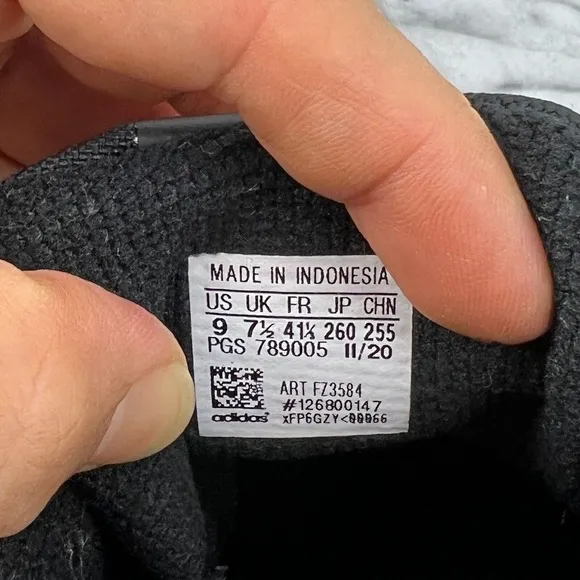 MADE IN INDONESIA
US UK FR JP CHN
9 7½ 41⅓ 260 255
PGS 789005 11/20
ART FZ3584
#126800147
adidas xFP6GZY<00066